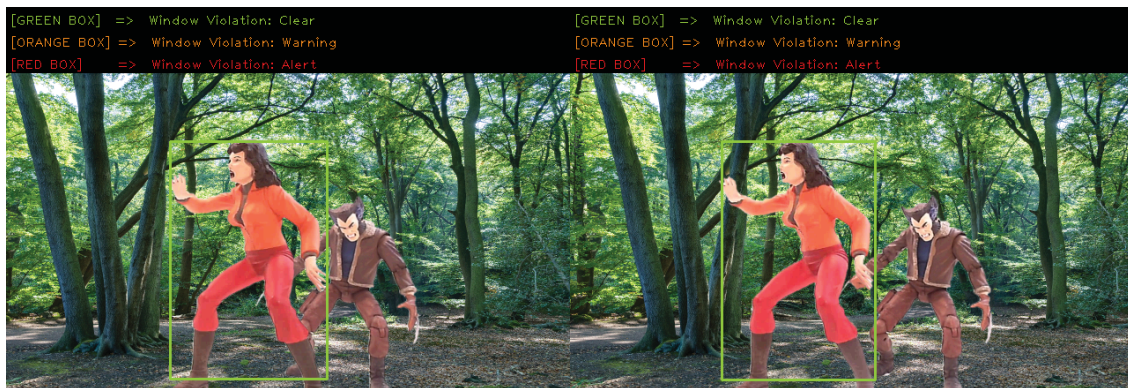 [GREEN BOX] => Window Violation: Clear
[ORANGE BOX] => Window Violation: Warning
[RED BOX] => Window Violation: Alert
[GREEN BOX] => Window Violation: Clear
[ORANGE BOX] => Window Violation: Warning
[RED BOX] => Window Violation: Alert